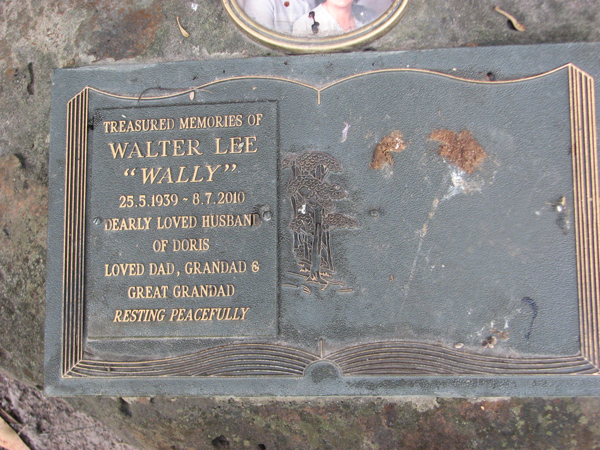 TREASURED MEMORIES OF
WALTER LEE
"WALLY"
25.5.1939 - 8.7.2010
DEARLY LOVED HUSBAND
OF DORIS
LOVED DAD, GRANDAD &
GREAT GRANDAD
RESTING PEACEFULLY